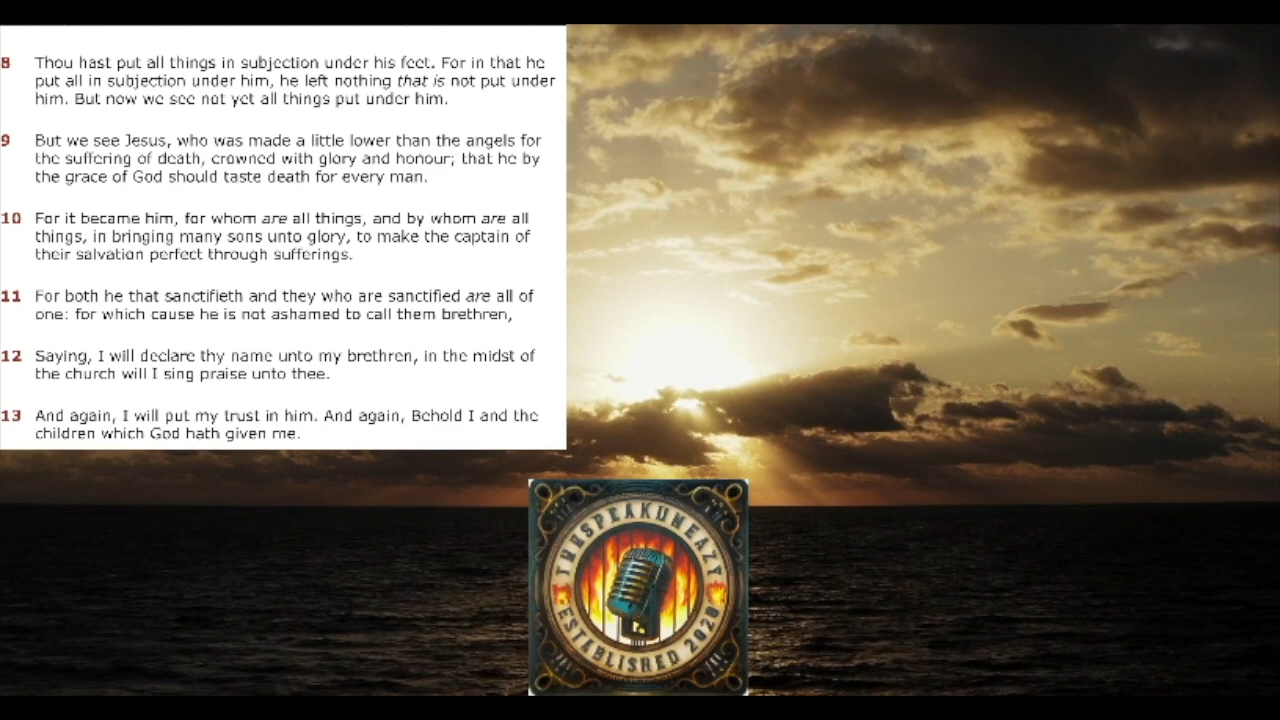 8 Thou hast put all things in subjection under his feet. For in that he
put all in subjection under him, he left nothing that is not put under
him. But now we see not yet all things put under him.
9 But we see Jesus, who was made a little lower than the angels for
the suffering of death, crowned with glory and honour; that he by
the grace of God should taste death for every man.
10 For it became him, for whom are all things, and by whom are all
things, in bringing many sons unto glory, to make the captain of
their salvation perfect through sufferings.
11 For both he that sanctifieth and they who are sanctified are all of
one: for which cause he is not ashamed to call them brethren,
12 Saying, I will declare thy name unto my brethren, in the midst of
the church will I sing praise unto thee.
13 And again, I will put my trust in him. And again, Behold I and the
children which God hath given me.
THESPEAKUNEAZY
ESTABLISHED 2020